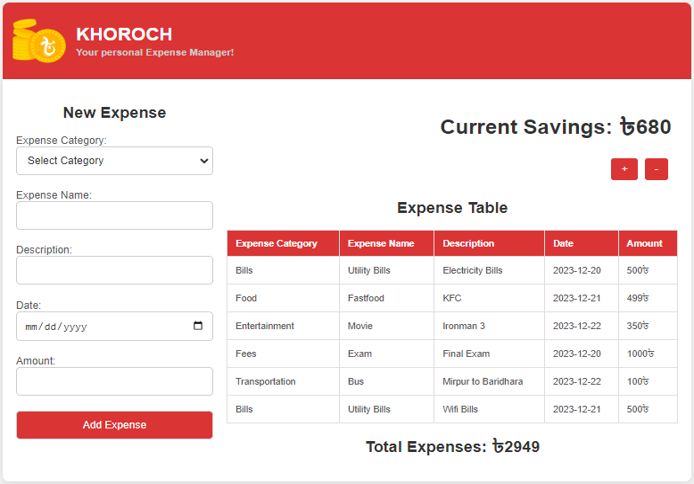 ৳
KHOROCH
Your personal Expense Manager!
New Expense
Expense Category:
Select Category
Expense Name:
Description:
Date:
mm/dd/yyyy
Amount:
Add Expense
Current Savings: ৳680
+ -
Expense Table
Expense Category Expense Name Description Date Amount
Bills Utility Bills Electricity Bills 2023-12-20 500৳
Food Fastfood KFC 2023-12-21 499৳
Entertainment Movie Ironman 3 2023-12-22 350৳
Fees Exam Final Exam 2023-12-20 1000৳
Transportation Bus Mirpur to Baridhara 2023-12-22 100৳
Bills Utility Bills Wifi Bills 2023-12-21 500৳
Total Expenses: ৳2949